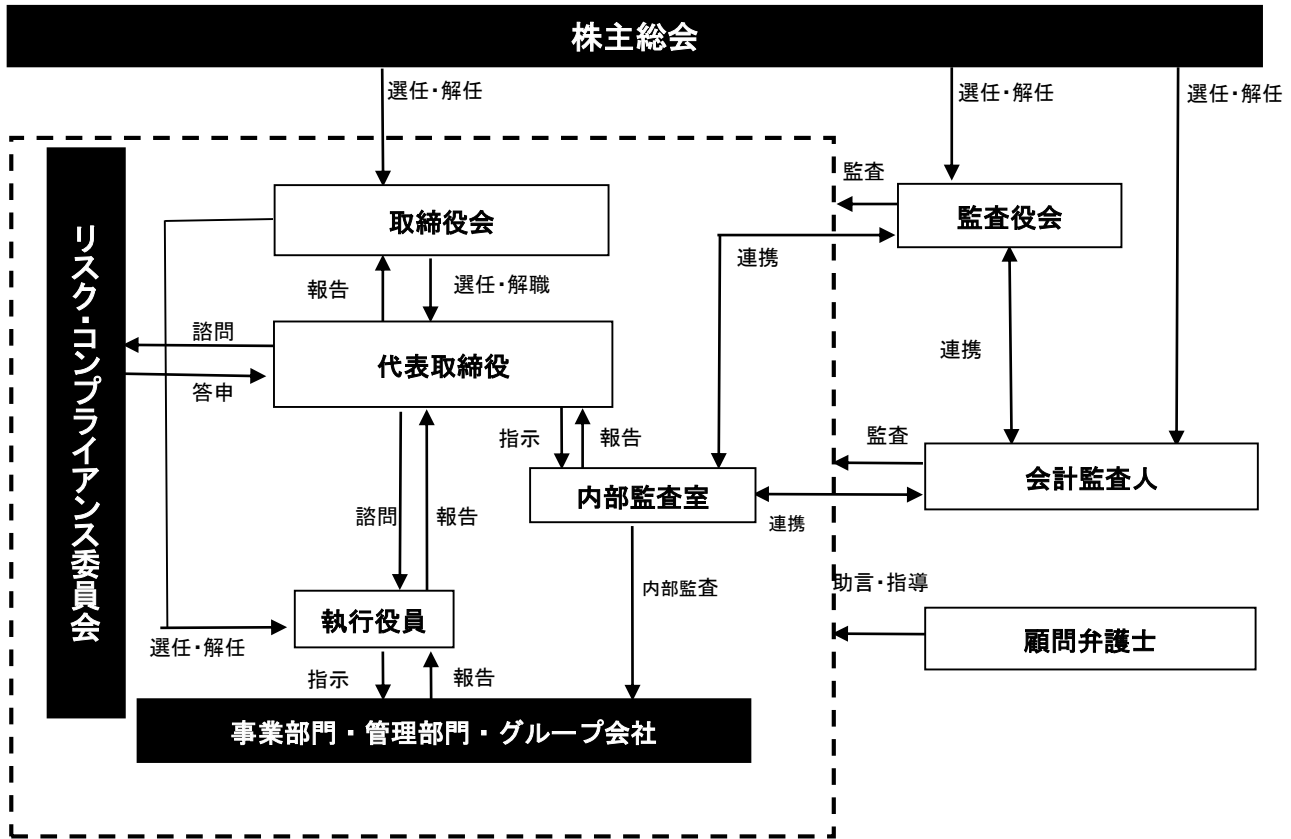 株主総会
選任・解任
選任・解任
選任・解任
監査
取締役会
監査役会
連携
報告
選任・解職
諮問
代表取締役
連携
答申
リスク・コンプライアンス委員会
指示
報告
監査
会計監査人
内部監査室
諮問
報告
連携
内部監査
助言・指導
執行役員
顧問弁護士
選任・解任
指示
報告
事業部門・管理部門・グループ会社